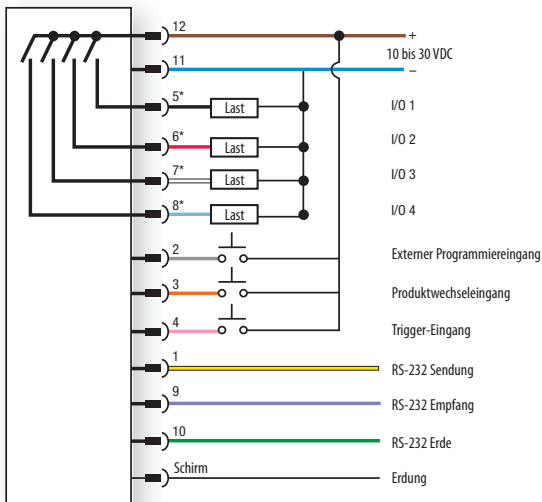 12
+
10 bis 30 VDC
11
–
5*
Last
I/O 1
6*
Last
I/O 2
7*
Last
I/O 3
8*
Last
I/O 4
2
Externer Programmiereingang
3
Produktwechseleingang
4
Trigger-Eingang
1
RS-232 Sendung
9
RS-232 Empfang
10
RS-232 Erde
Schirm
Erdung